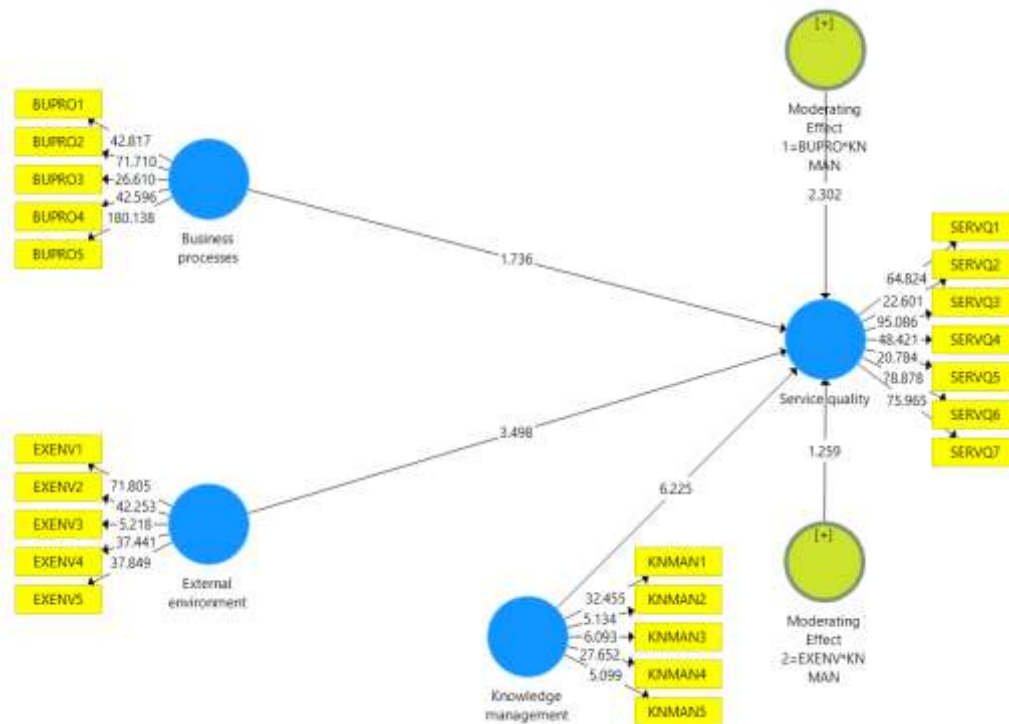 [+]
Moderating
Effect
1=BUPRO*KN
MAN
2.302
BUPRO1
BUPRO2
BUPRO3
BUPRO4
BUPRO5
42.817
71.710
26.610
42.596
180.138
Business
processes
1.736
SERVQ1
SERVQ2
SERVQ3
SERVQ4
SERVQ5
SERVQ6
SERVQ7
64.824
22.601
95.086
48.421
20.784
78.878
75.965
Service quality
3.498
1.259
6.225
EXENV1
EXENV2
EXENV3
EXENV4
EXENV5
71.805
42.253
5.218
37.441
37.849
External
environment
[+]
Moderating
Effect
2=EXENV*KN
MAN
KNMAN1
KNMAN2
KNMAN3
KNMAN4
KNMAN5
32.455
5.134
6.093
27.652
5.099
Knowledge
management